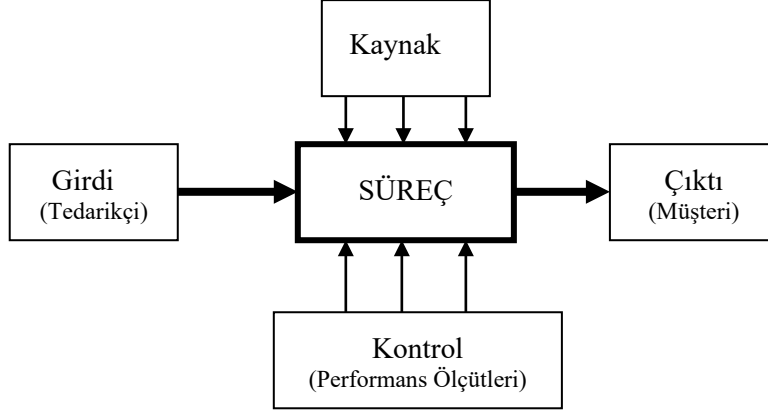 Kaynak
Girdi
(Tedarikçi)
SÜREÇ
Çıktı
(Müşteri)
Kontrol
(Performans Ölçütleri)